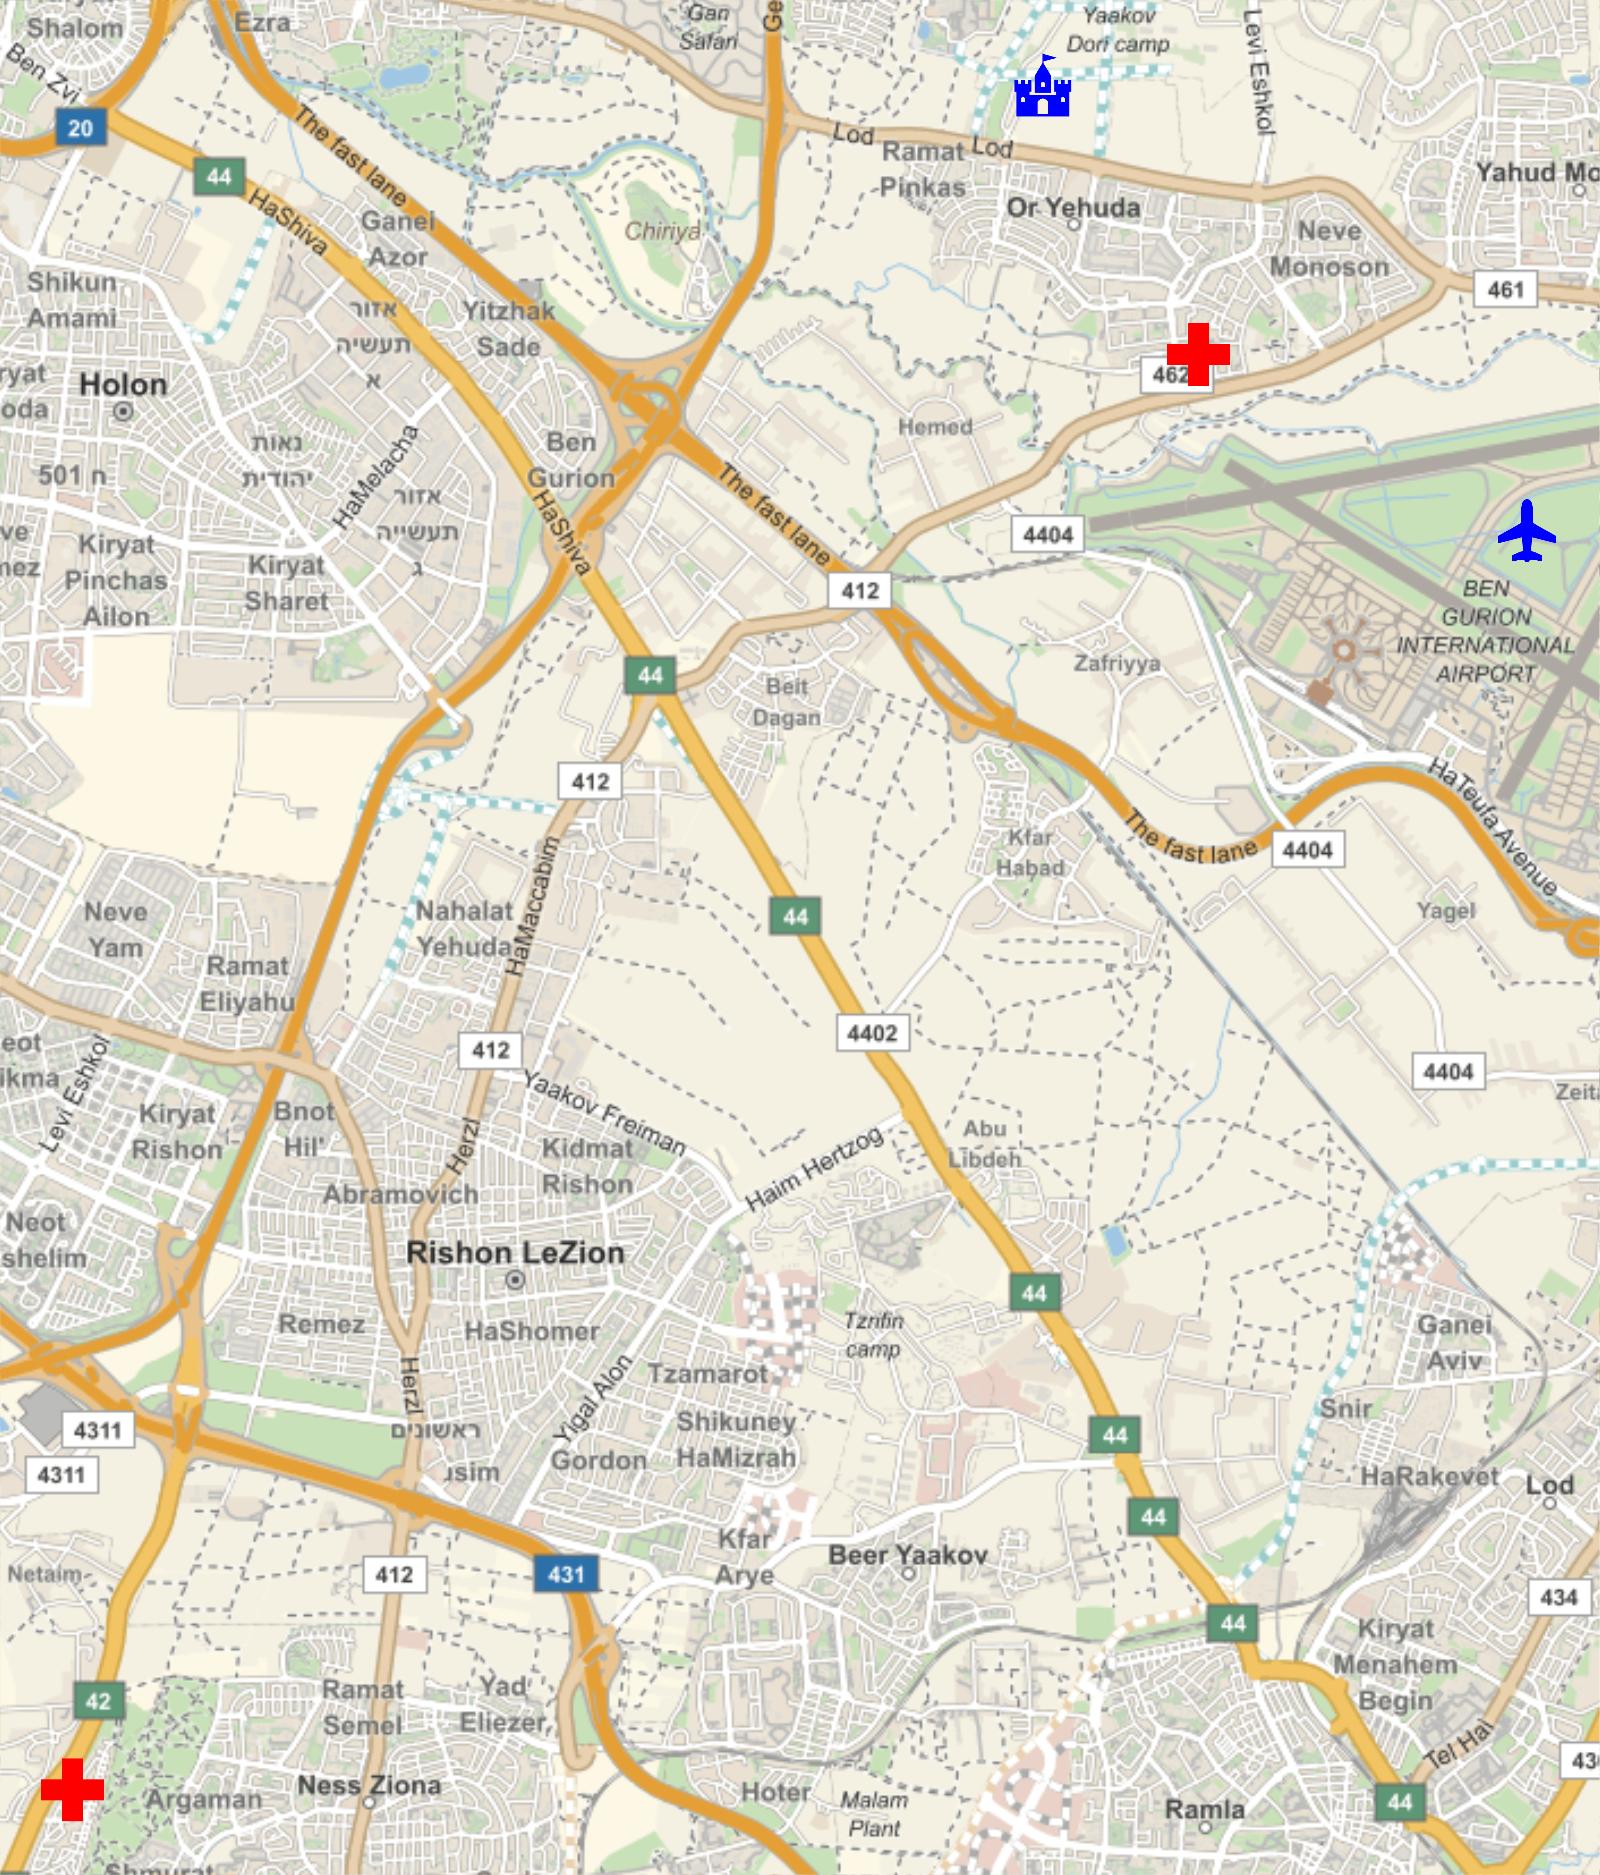 Gan
Safari
Ge
Yaakov
Dori camp
Levi Eshkol
Shalom
Ezra
Ben Zvi
20
The fast lane
Lod
Lod
Ramat
Pinkas
Yahud Mo
44
HaShiva
Ganei
Azor
Chiriya
Or Yehuda
Neve
Monoson
Shikun
Amami
אזור
תעשיה
א
Yitzhak
Sade
461
ryat
oda
Holon
462
501 ח
נאות
יהודית
HaMelacha
Ben
Gurion
Hemed
אזור
תעשייה
ג
HaShiva
The fast lane
4404
ve
nez
Kiryat
Pinchas
Ailon
Kiryat
Sharet
412
BEN
GURION
INTERNATIONAL
AIRPORT
44
Beit
Dagan
Zafriyya
412
HaTeufa Avenue
The fast lane
4404
Kfar
Habad
HaMaccabim
Neve
Yam
Nahalat
Yehuda
44
Yagel
Ramat
Eliyahu
4402
eot
ikma
Levi Eshkol
412
4404
Zeita
Yaakov Freiman
Kiryat
Rishon
Bnot
Hil'
Herzl
Kidmat
Rishon
Haim Hertzog
Abu
Libdeh
Abramovich
Neot
shelim
Rishon LeZion
44
Remez
HaShomer
Tzrifin
camp
Ganei
Aviv
Herzl
Yigal Alon
Tzamarot
4311
ראשונים
Shikuney
HaMizrah
44
Snir
4311
ısim
Gordon
HaRakevet
Lod
44
Netaim
412
431
Kfar
Arye
Beer Yaakov
434
44
Kiryat
Menahem
Begin
42
Ramat
Semel
Yad
Eliezer
Tel Hai
43
Argaman
Ness Ziona
Hoter
Malam
Plant
Ramla
44
Shmurat